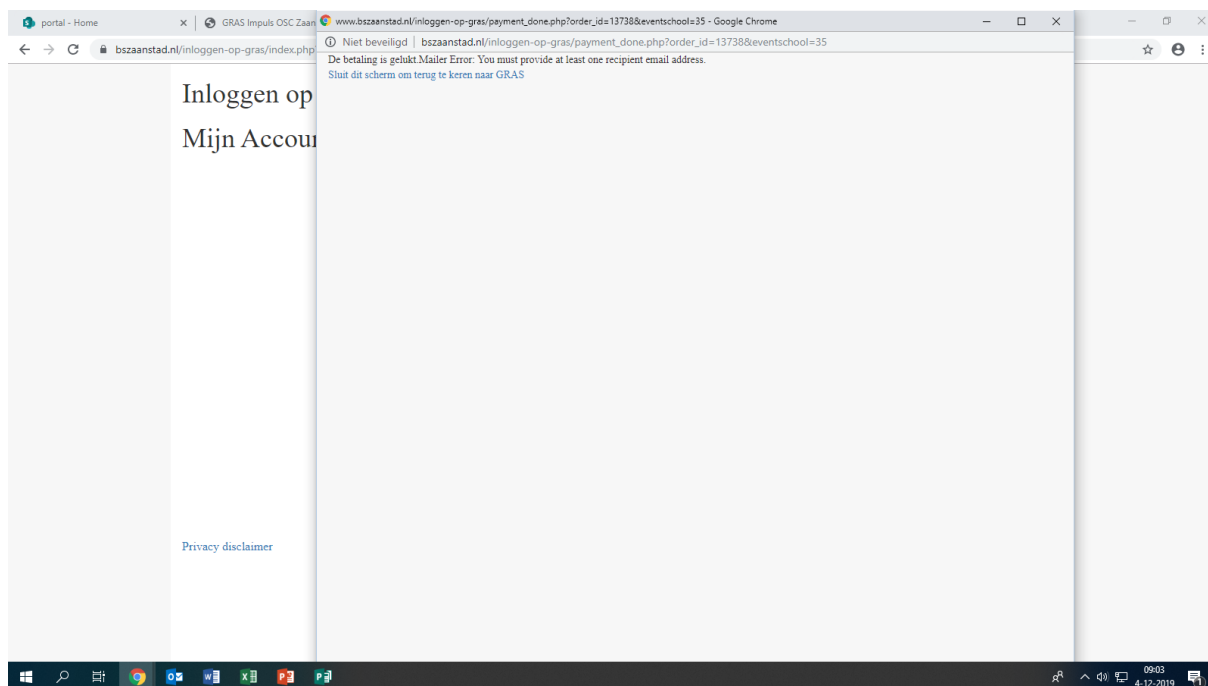 portal - Home
GRAS Impuls OSC Zaan
www.bszaanstad.nl/inloggen-op-gras/payment_done.php?order_id=13738&eventschool=35 - Google Chrome
bszaanstad.nl/inloggen-op-gras/index.php
Niet beveiligd | bszaanstad.nl/inloggen-op-gras/payment_done.php?order_id=13738&eventschool=35
De betaling is gelukt.Mailer Error: You must provide at least one recipient email address.
Sluit dit scherm om terug te keren naar GRAS
Inloggen op
Mijn Accou
Privacy disclaimer
09:03
4-12-2019